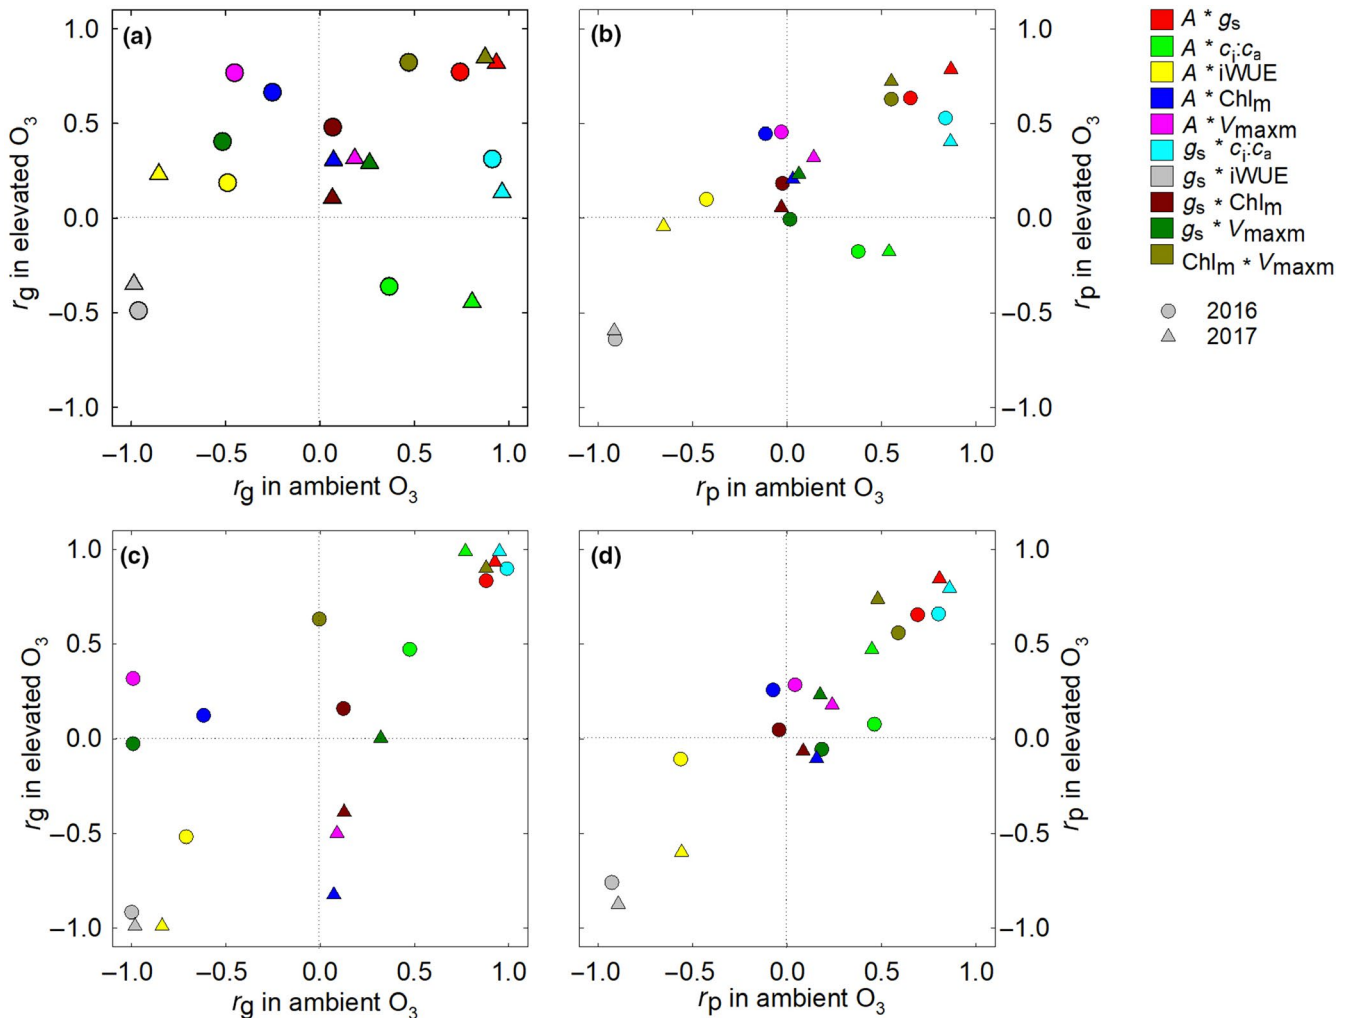 (a)
1.0
0.5
0.0
−0.5
−1.0
rg in elevated O3
−1.0 −0.5 0.0 0.5 1.0
rg in ambient O3
(b)
1.0
0.5
0.0
−0.5
−1.0
rp in elevated O3
−1.0 −0.5 0.0 0.5 1.0
rp in ambient O3
A * gs
A * ci:ca
A * iWUE
A * Chlm
A * Vmaxm
gs * ci:ca
gs * iWUE
gs * Chlm
gs * Vmaxm
Chlm * Vmaxm
2016
2017
(c)
1.0
0.5
0.0
−0.5
−1.0
rg in elevated O3
−1.0 −0.5 0.0 0.5 1.0
rg in ambient O3
(d)
1.0
0.5
0.0
−0.5
−1.0
rp in elevated O3
−1.0 −0.5 0.0 0.5 1.0
rp in ambient O3